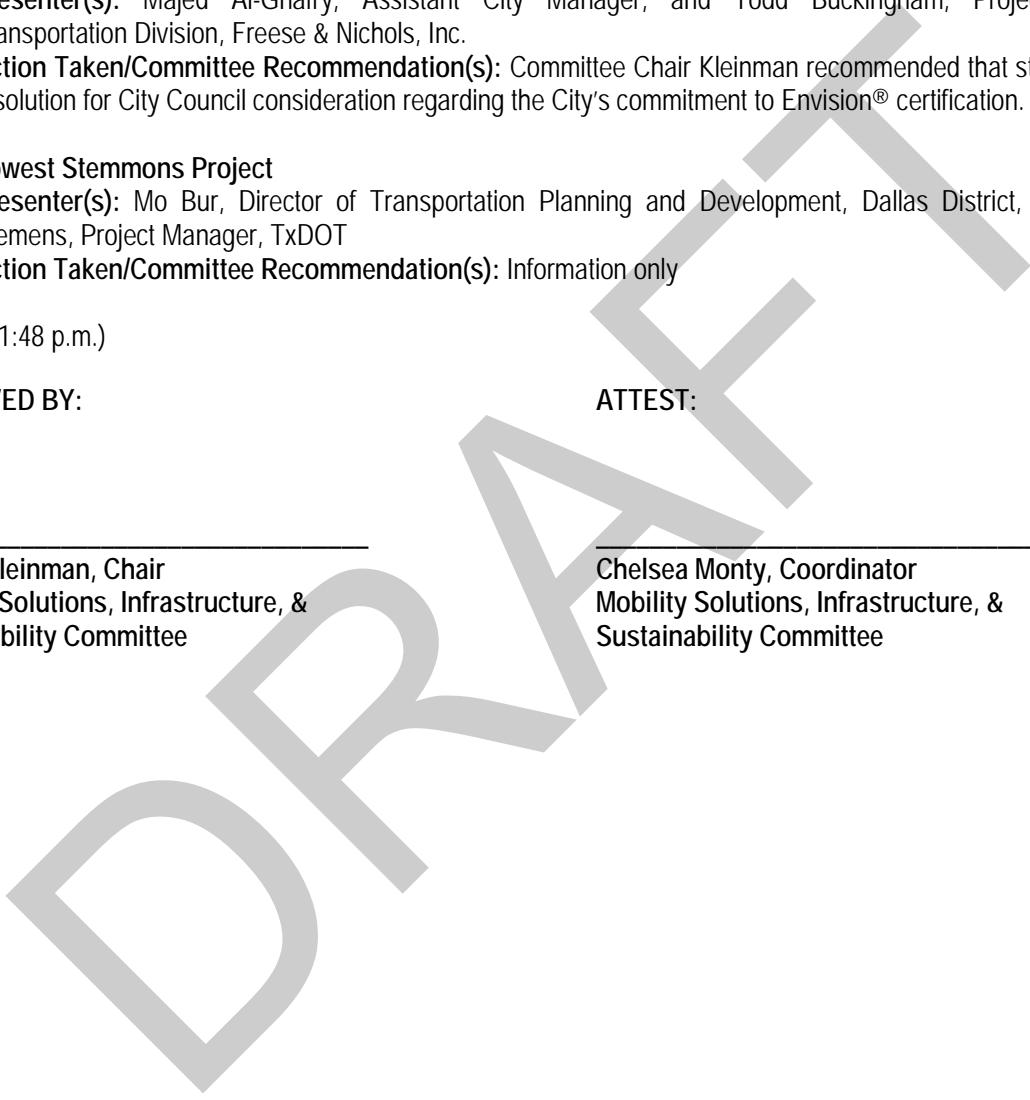 esenter(s): Majed Al-Ghafry, Assistant City Manager, and Todd Buckingham, Proje
ansportation Division, Freese & Nichols, Inc.
ction Taken/Committee Recommendation(s): Committee Chair Kleinman recommended that st
solution for City Council consideration regarding the City's commitment to Envision® certification.
owest Stemmons Project
esenter(s): Mo Bur, Director of Transportation Planning and Development, Dallas District,
emens, Project Manager, TxDOT
ction Taken/Committee Recommendation(s): Information only
1:48 p.m.)
ED BY: ATTEST:
leinman, Chair Chelsea Monty, Coordinator
Solutions, Infrastructure, & Mobility Solutions, Infrastructure, &
bility Committee Sustainability Committee
DRAFT